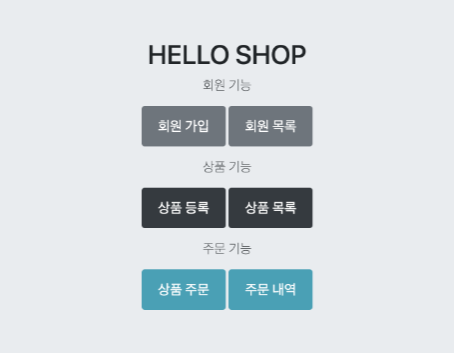 HELLO SHOP
회원 기능
회원 가입 회원 목록
상품 기능
상품 등록 상품 목록
주문 기능
상품 주문 주문 내역